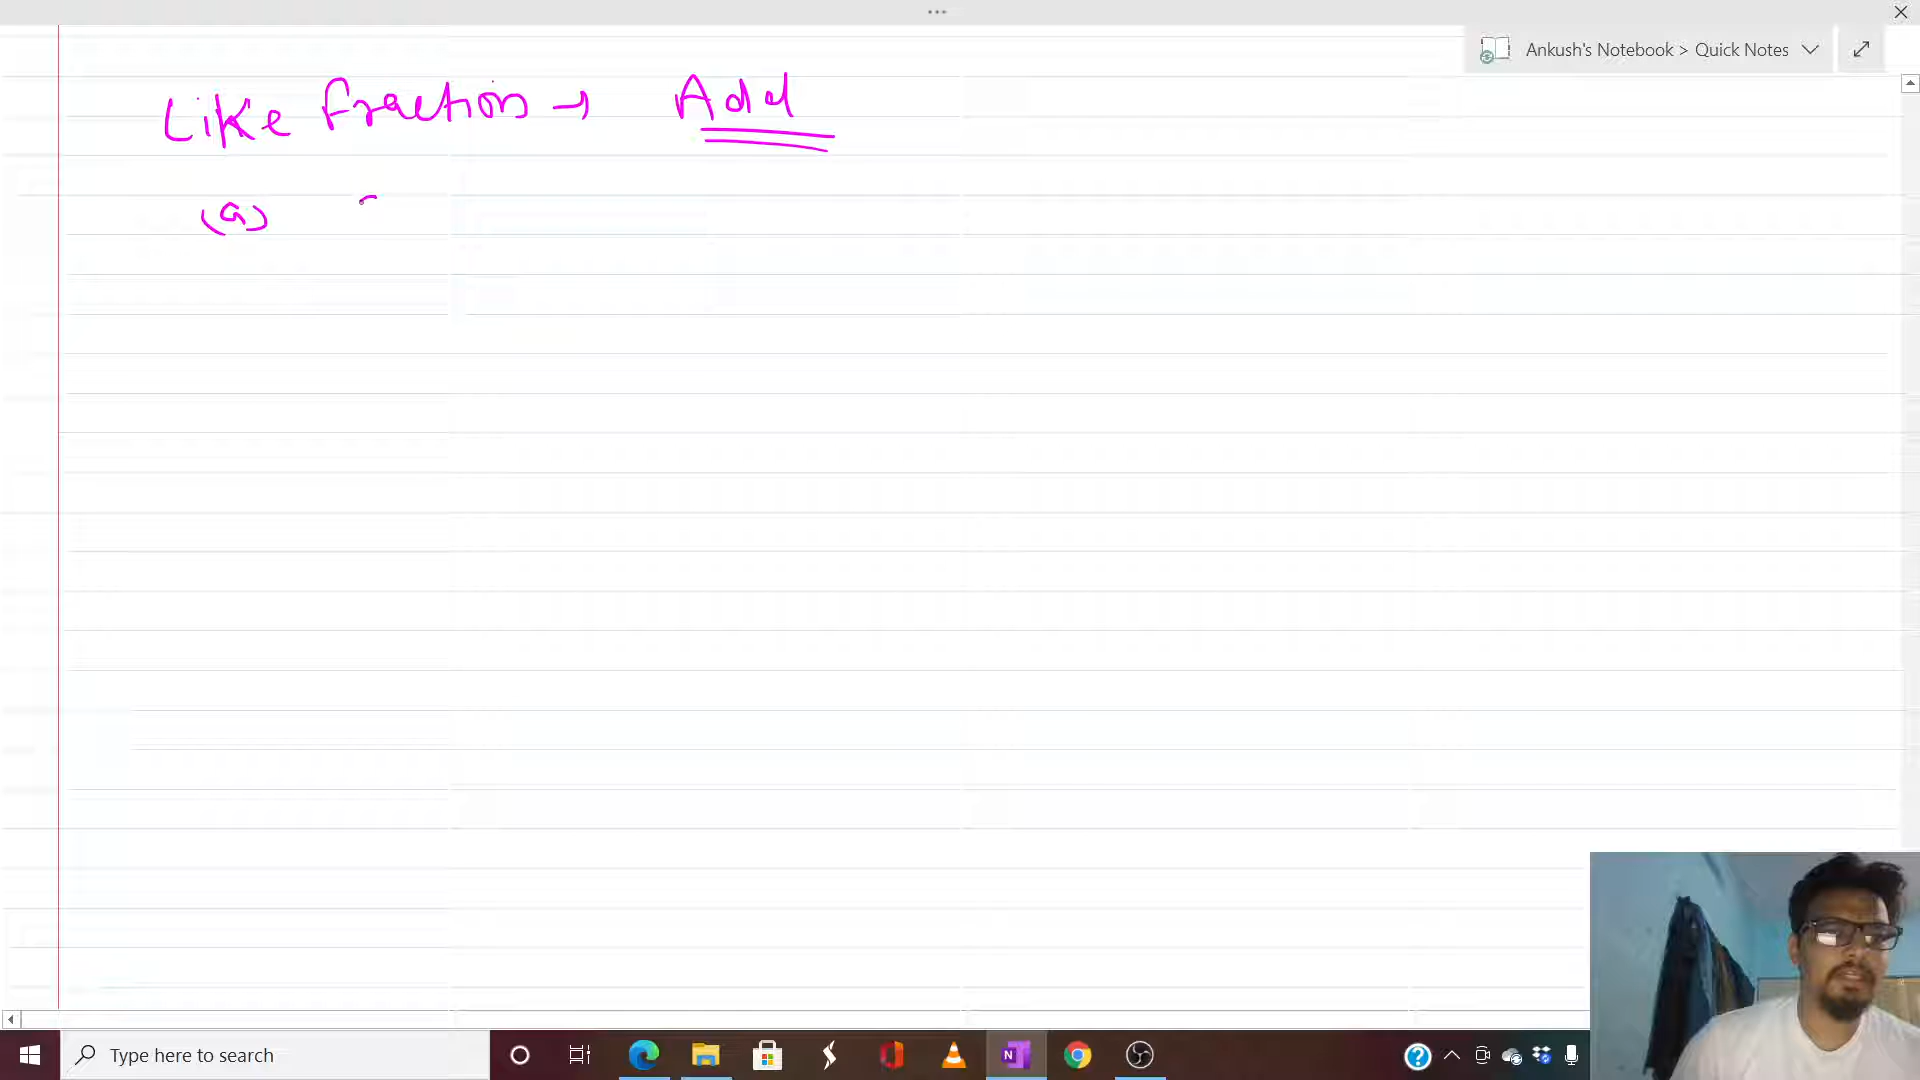 Ankush's Notebook > Quick Notes
Like fraction → Add
(a)
Type here to search